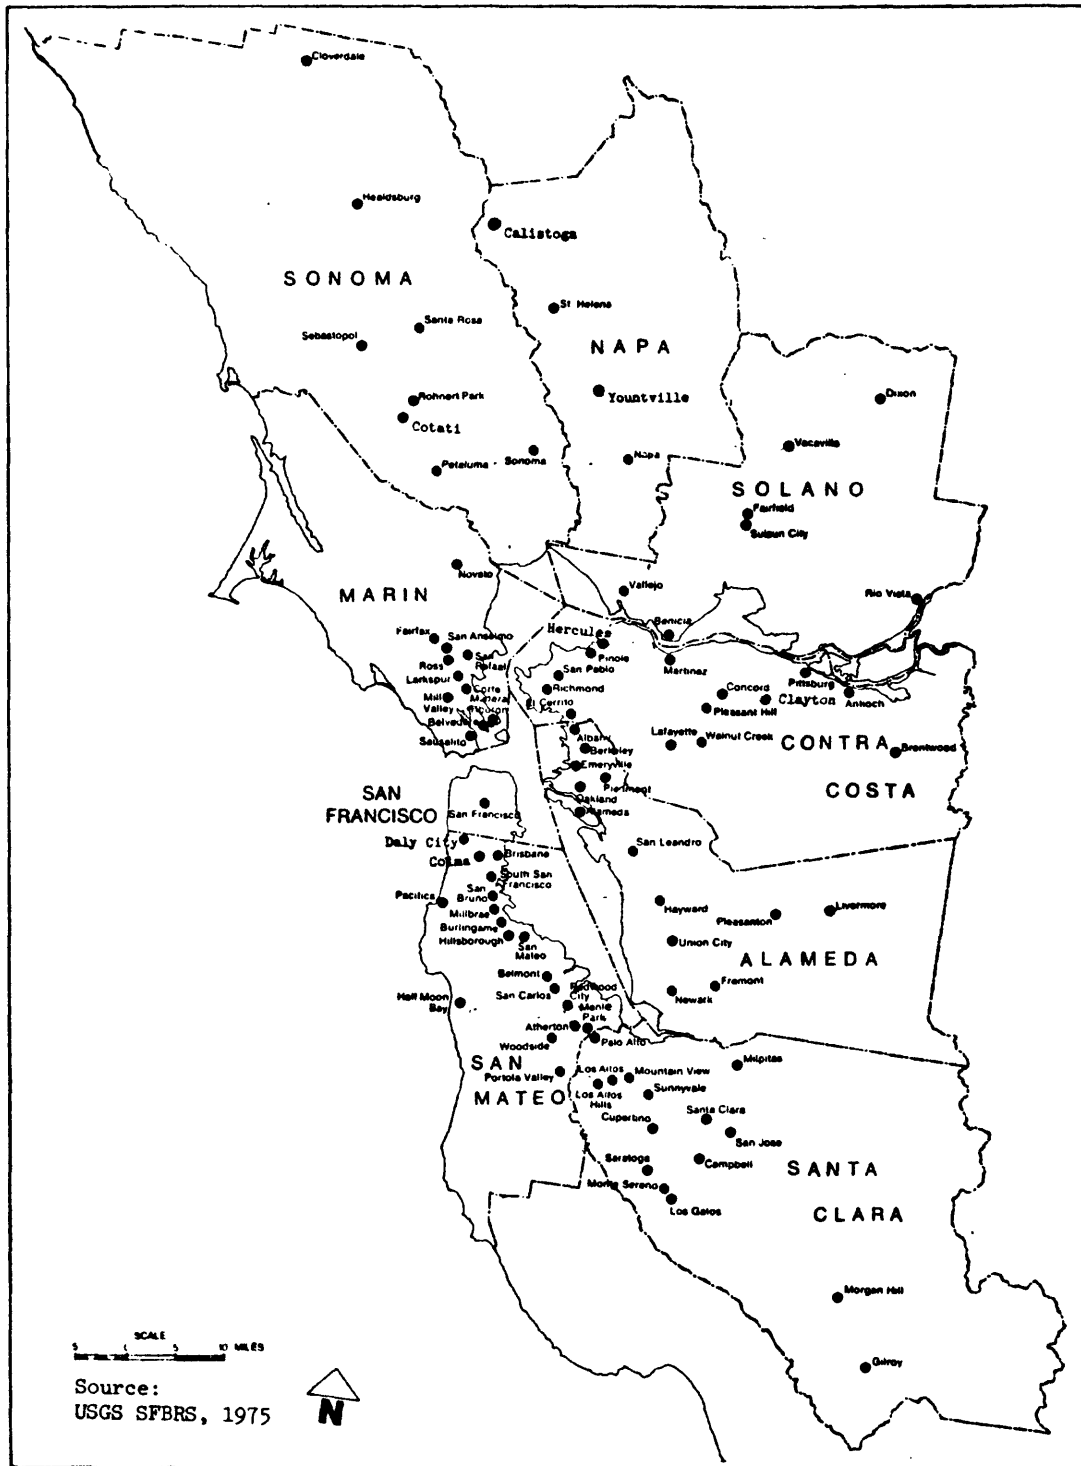 Cloverdale
Healdsburg
Calistoga
SONOMA
St Helena
Santa Rosa
Sebastopol
NAPA
Rohnert Park
Yountville
Dixon
Cotati
Vacaville
Sonoma
Napa
Petaluma
SOLANO
Fairfield
Suisun City
Novato
Vallejo
MARIN
Rio Vista
Benicia
Hercules
Fairfax
San Anselmo
Pinole
San
Rafael
Ross
Martinez
San Pablo
Larkspur
Pittsburg
Corte
Madera
Richmond
Concord
Clayton
Antioch
Mill
Valley
Tiburon
El Cerrito
Pleasant Hill
Belvedere
Sausalito
Albany
Lafayette
Walnut Creek
CONTRA
Brentwood
Berkeley
Emeryville
Piedmont
COSTA
SAN
FRANCISCO
Oakland
San Francisco
Alameda
Daly City
San Leandro
Colma
Brisbane
South San
Francisco
San
Bruno
Pacifica
Hayward
Livermore
Millbrae
Pleasanton
Burlingame
Hillsborough
San
Mateo
Union City
ALAMEDA
Belmont
Fremont
San Carlos
Redwood
City
Newark
Half Moon
Bay
Menlo
Park
Atherton
Woodside
Palo Alto
SAN
MATEO
Milpitas
Portola Valley
Los Altos
Mountain View
Los Altos
Hills
Sunnyvale
Santa Clara
Cupertino
San Jose
Saratoga
Campbell
SANTA
CLARA
Monte Sereno
Los Gatos
Morgan Hill
Gilroy
SCALE
5 5 10 MILES
Source:
USGS SFBRS, 1975
N